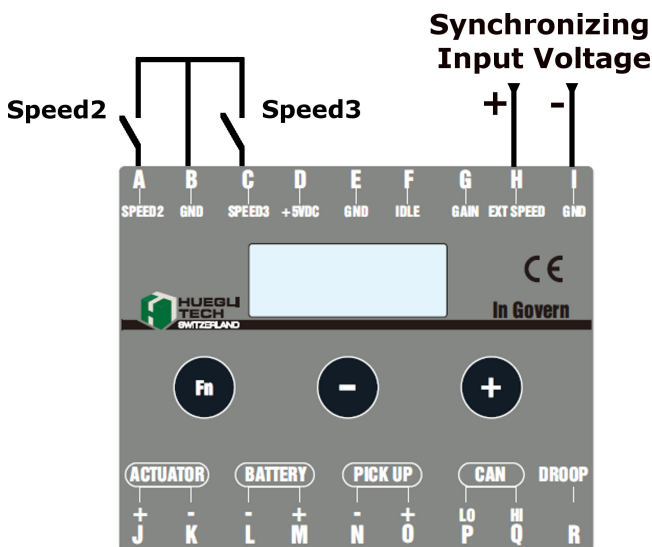 Synchronizing
Input Voltage
Speed2
Speed3
+ -
A B C D E F G H I
SPEED2 GND SPEED3 +5VDC GND IDLE GAIN EXT SPEED GND
CE
HUEGLI
TECH
SWITZERLAND
In Govern
Fn - +
ACTUATOR BATTERY PICK UP CAN DROOP
+ - - + - + LO HI
J K L M N O P Q R